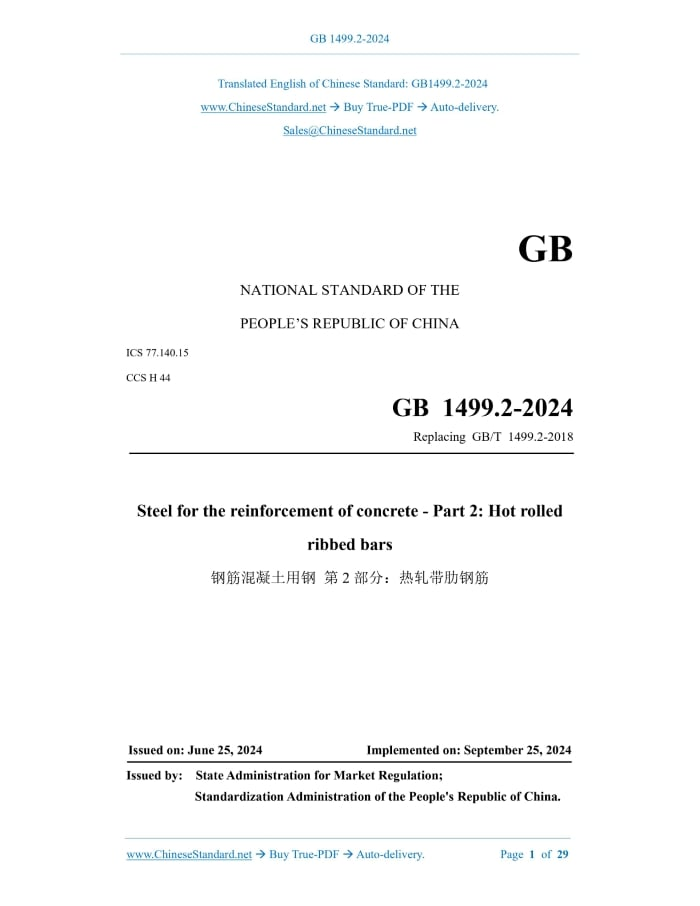 GB 1499.2-2024
Translated English of Chinese Standard: GB1499.2-2024
www.ChineseStandard.net → Buy True-PDF → Auto-delivery.
Sales@ChineseStandard.net
GB
NATIONAL STANDARD OF THE
PEOPLE’S REPUBLIC OF CHINA
ICS 77.140.15
CCS H 44
GB 1499.2-2024
Replacing GB/T 1499.2-2018
Steel for the reinforcement of concrete - Part 2: Hot rolled
ribbed bars
钢筋混凝土用钢 第 2 部分：热轧带肋钢筋
Issued on: June 25, 2024 Implemented on: September 25, 2024
Issued by: State Administration for Market Regulation;
Standardization Administration of the People's Republic of China.
www.ChineseStandard.net → Buy True-PDF → Auto-delivery. Page 1 of 29